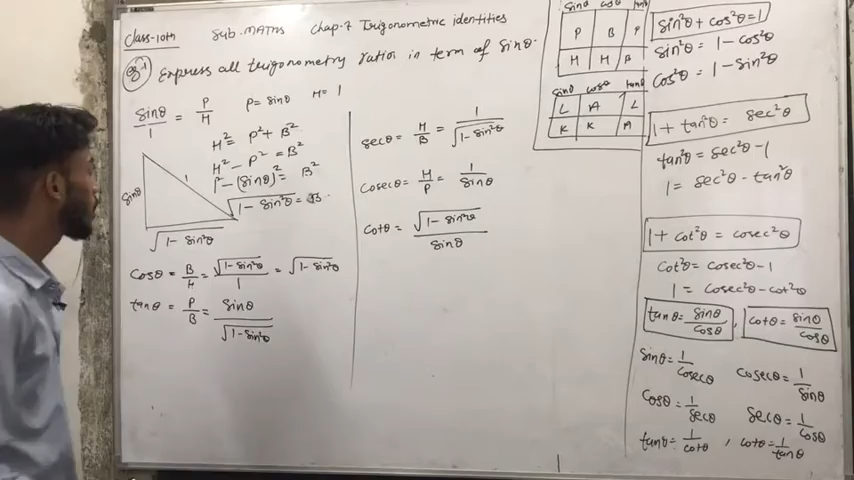 Class-10th Sub. MATHS Chap-7 Trigonometric identities
Q.1 Express all trigonometry ratios in term of sinθ.
sinθ/1 = P/H P = sinθ H = 1
H² = P² + B²
H² - P² = B²
1² - (sinθ)² = B²
√1-sin²θ = B
sinθ
1
√1-sin²θ
cosθ = B/H = √1-sin²θ/1 = √1-sin²θ
tanθ = P/B = sinθ/√1-sin²θ
secθ = H/B = 1/√1-sin²θ
cosecθ = H/P = 1/sinθ
cotθ = √1-sin²θ/sinθ
sinθ cosθ tanθ
P B P
H H B
sinθ cosθ tanθ
L A L
K K A
sin²θ + cos²θ = 1
sin²θ = 1 - cos²θ
cos²θ = 1 - sin²θ
1 + tan²θ = sec²θ
tan²θ = sec²θ - 1
1 = sec²θ - tan²θ
1 + cot²θ = cosec²θ
cot²θ = cosec²θ - 1
1 = cosec²θ - cot²θ
tanθ = sinθ/cosθ , cotθ = sinθ/cosθ
sinθ = 1/cosecθ cosecθ = 1/sinθ
cosθ = 1/secθ secθ = 1/cosθ
tanθ = 1/cotθ , cotθ = 1/tanθ